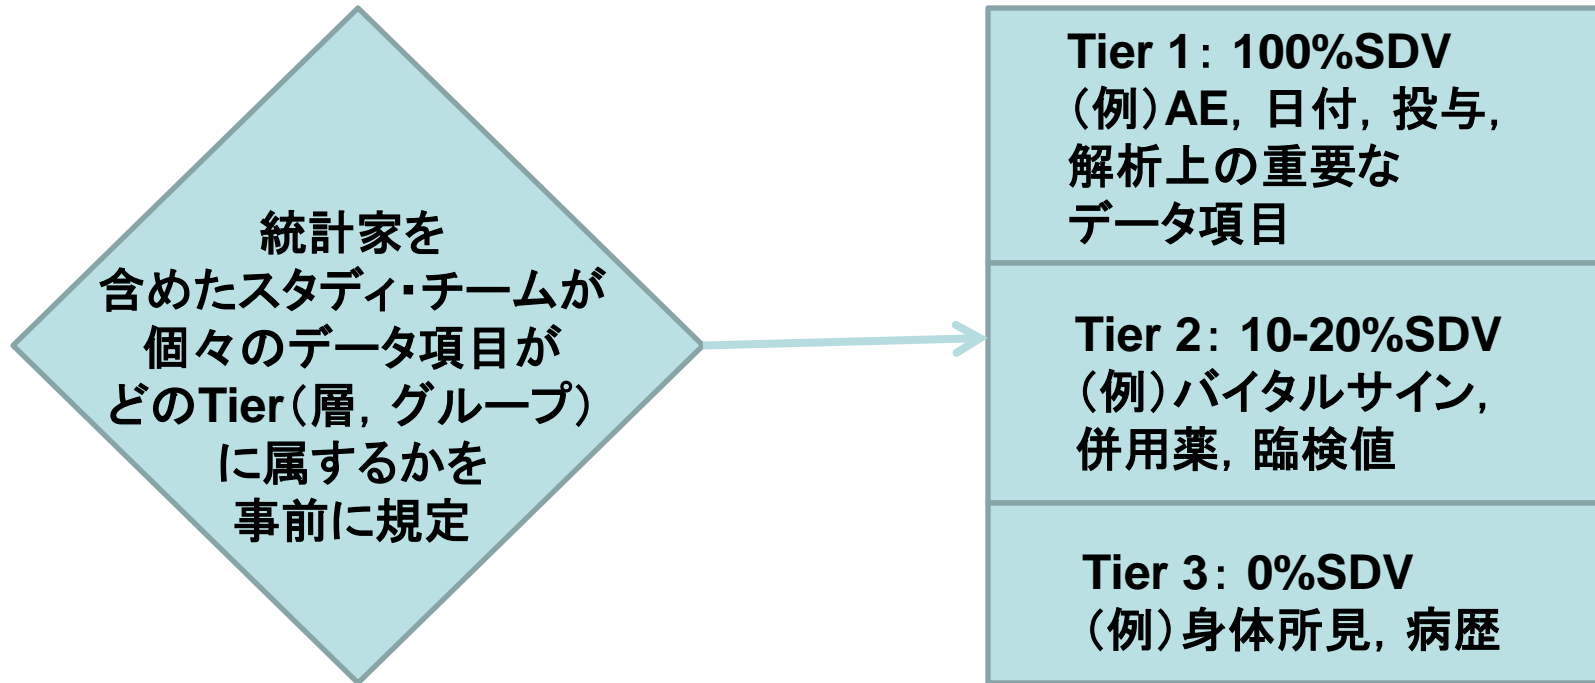 統計家を
含めたスタディ・チームが
個々のデータ項目が
どのTier（層，グループ）
に属するかを
事前に規定
Tier 1： 100%SDV
（例）AE，日付，投与，
解析上の重要な
データ項目
Tier 2： 10-20%SDV
（例）バイタルサイン，
併用薬，臨検値
Tier 3： 0%SDV
（例）身体所見，病歴